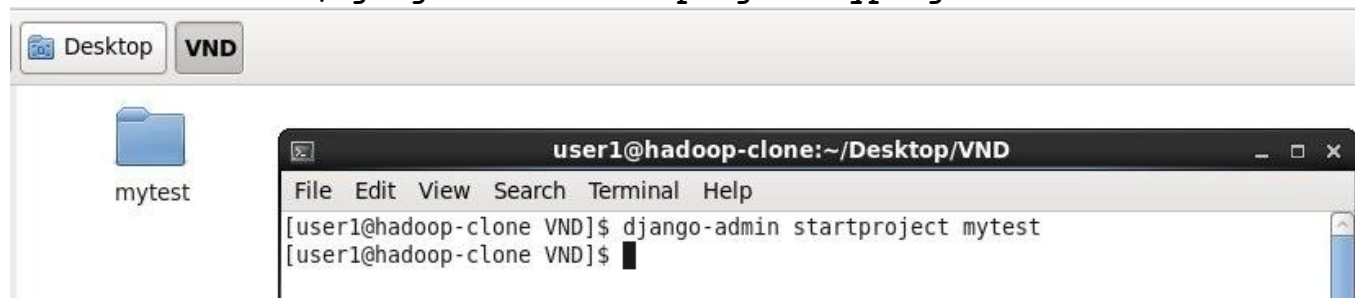 Desktop VND
mytest
user1@hadoop-clone:~/Desktop/VND
File Edit View Search Terminal Help
[user1@hadoop-clone VND]$ django-admin startproject mytest
[user1@hadoop-clone VND]$